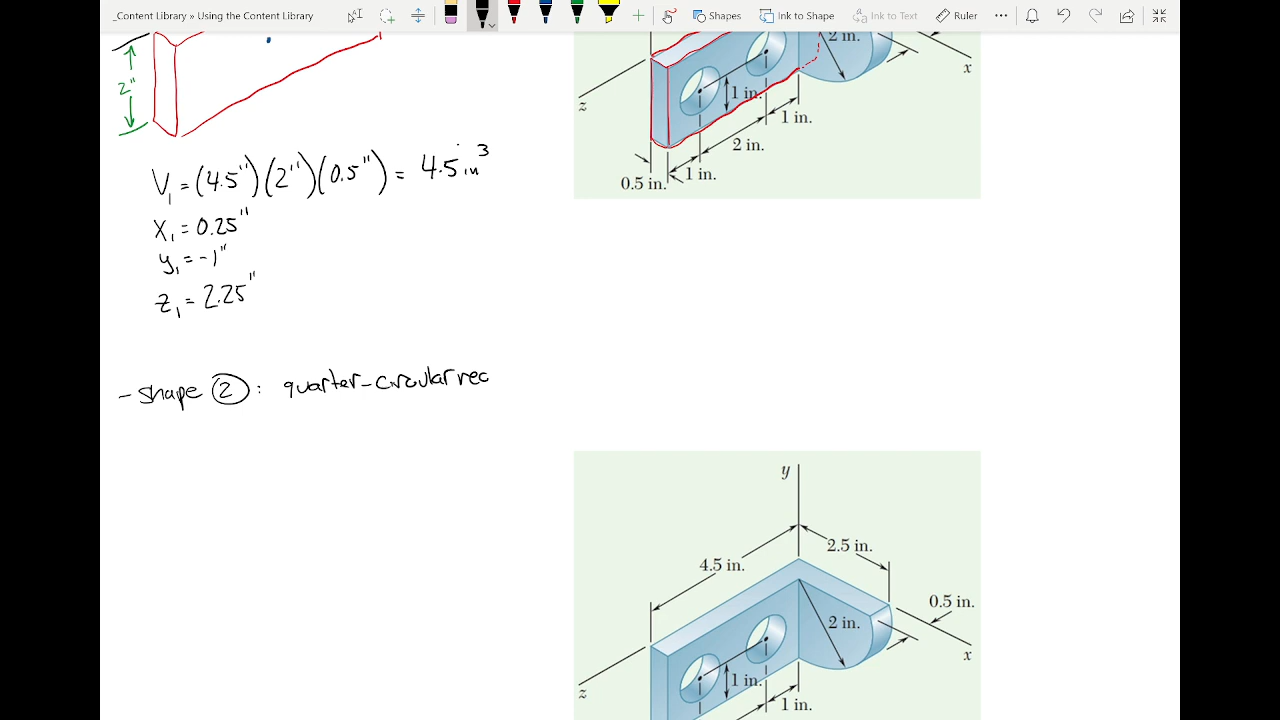 _Content Library » Using the Content Library
Shapes
Ink to Shape
Ink to Text
Ruler
2"
V₁ = (4.5")(2")(0.5") = 4.5 in³
x₁ = 0.25"
y₁ = -1"
z₁ = 2.25"
- shape ②: quarter-circular rec
2 in.
x
z
1 in.
1 in.
2 in.
1 in.
0.5 in.
y
2.5 in.
4.5 in.
0.5 in.
2 in.
x
z
1 in.
1 in.